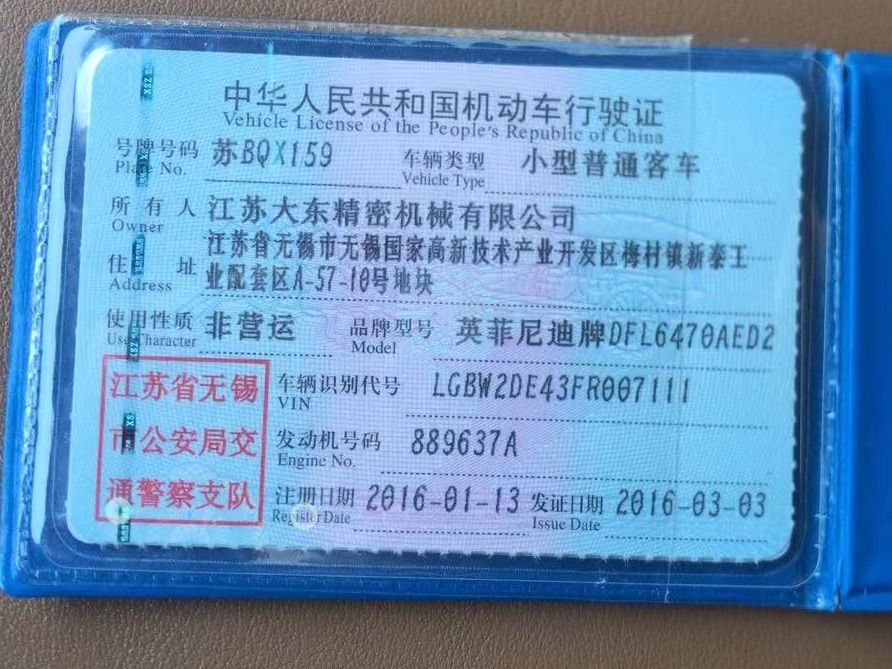 中华人民共和国机动车行驶证
Vehicle License of the People's Republic of China
号牌号码 苏BQX159 车辆类型 小型普通客车
Plate No. Vehicle Type
所有人 江苏大东精密机械有限公司
Owner
住址 江苏省无锡市无锡国家高新技术产业开发区梅村镇新泰工
Address 业配套区A-57-10号地块
使用性质 非营运 品牌型号 英菲尼迪牌DFL6470AED2
Use Character Model
江苏省无锡 车辆识别代号 LGBW2DE43FR007111
VIN
市公安局交 发动机号码 889637A
Engine No.
通警察支队 注册日期 2016-01-13 发证日期 2016-03-03
Register Date Issue Date